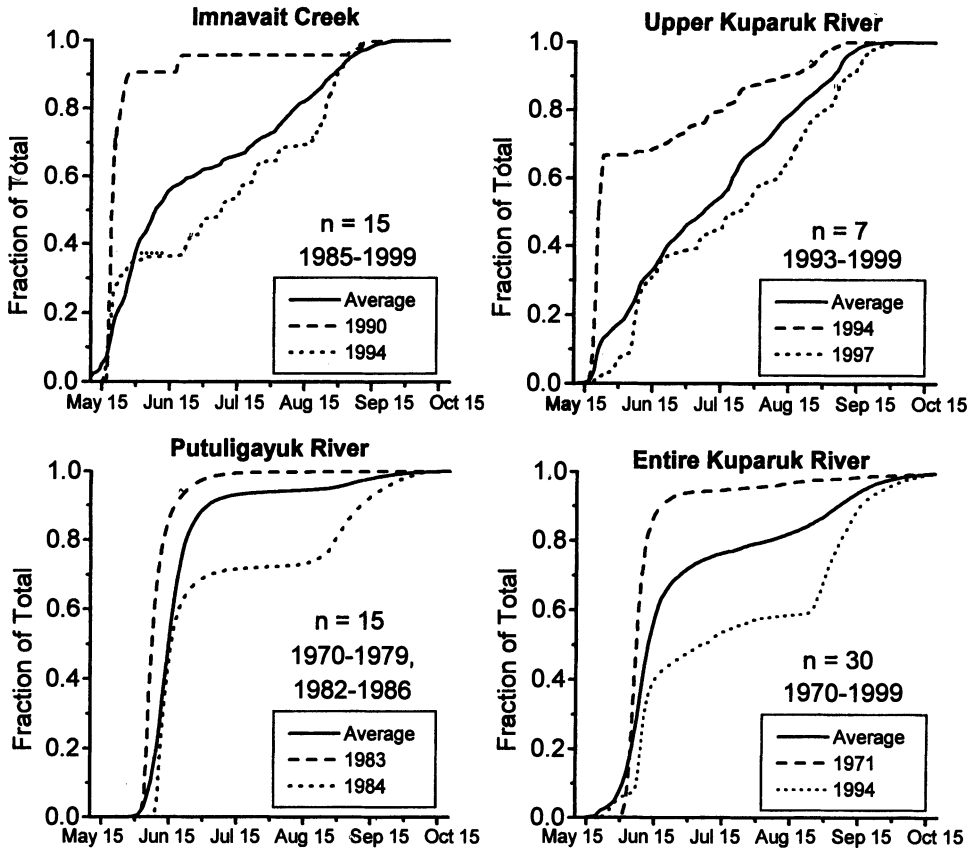 Imnavait Creek
1.0
0.8
0.6
0.4
0.2
0.0
Fraction of Total
n = 15
1985-1999
Average
1990
1994
May 15 Jun 15 Jul 15 Aug 15 Sep 15 Oct 15
Upper Kuparuk River
1.0
0.8
0.6
0.4
0.2
0.0
Fraction of Total
n = 7
1993-1999
Average
1994
1997
May 15 Jun 15 Jul 15 Aug 15 Sep 15 Oct 15
Putuligayuk River
1.0
0.8
0.6
0.4
0.2
0.0
Fraction of Total
n = 15
1970-1979,
1982-1986
Average
1983
1984
May 15 Jun 15 Jul 15 Aug 15 Sep 15 Oct 15
Entire Kuparuk River
1.0
0.8
0.6
0.4
0.2
0.0
Fraction of Total
n = 30
1970-1999
Average
1971
1994
May 15 Jun 15 Jul 15 Aug 15 Sep 15 Oct 15